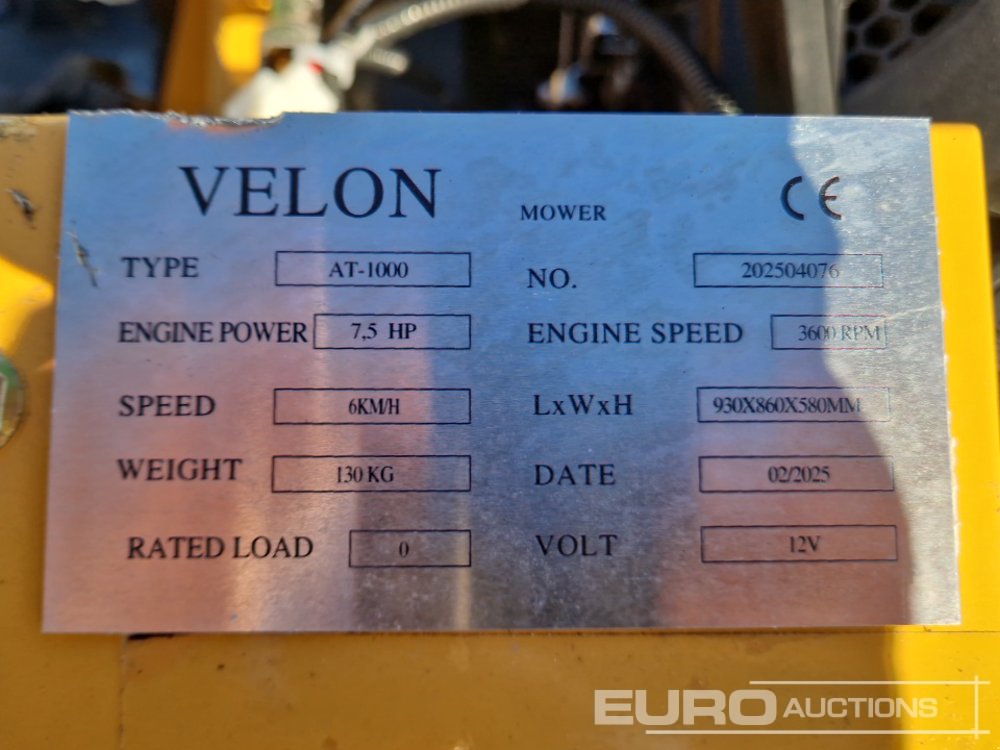 VELON MOWER CE
TYPE AT-1000 NO. 202504076
ENGINE POWER 7,5 HP ENGINE SPEED 3600 RPM
SPEED 6KM/H LxWxH 930X860X580MM
WEIGHT 130 KG DATE 02/2025
RATED LOAD 0 VOLT 12V
EURO AUCTIONS